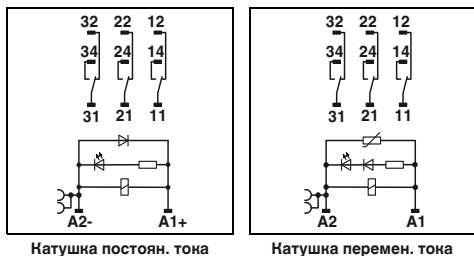 32 22 12
34 24 14
31 21 11
A2- A1+
Катушка постоян. тока
32 22 12
34 24 14
31 21 11
A2 A1
Катушка перемен. тока